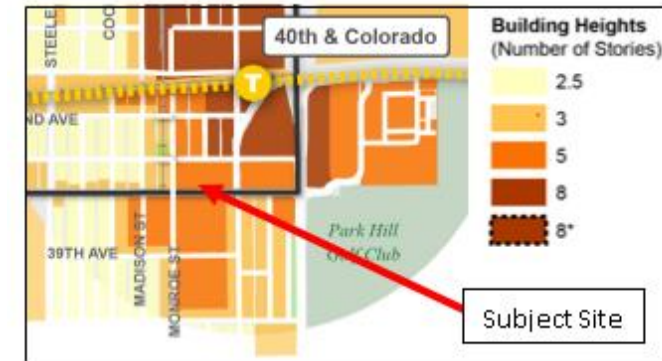 STEELE
COO
40th & Colorado
T
ND AVE
39TH AVE
MADISON ST
MONROE ST
Park Hill
Golf Club
Building Heights
(Number of Stories)
2.5
3
5
8
8*
Subject Site